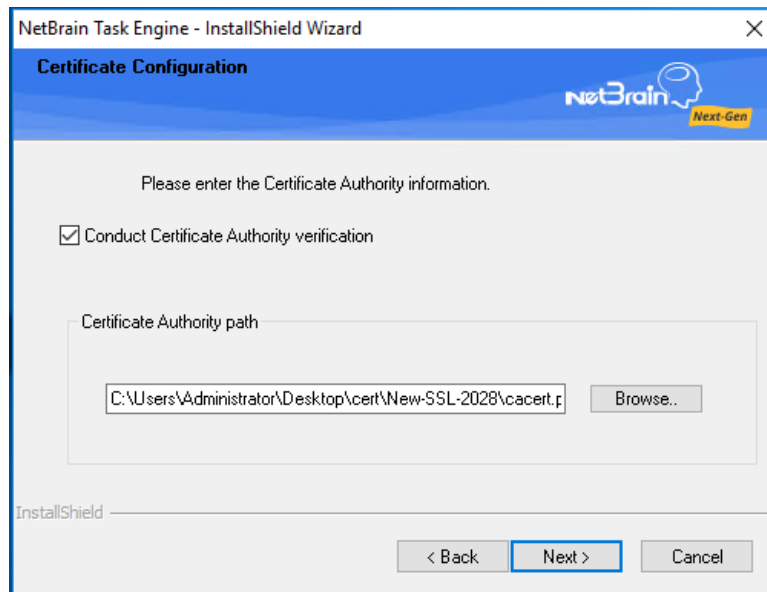 NetBrain Task Engine - InstallShield Wizard
Certificate Configuration
NetBrain
Next-Gen
Please enter the Certificate Authority information.
Conduct Certificate Authority verification
Certificate Authority path
C:\Users\Administrator\Desktop\cert\New-SSL-2028\cacert.p
Browse..
InstallShield
< Back
Next >
Cancel